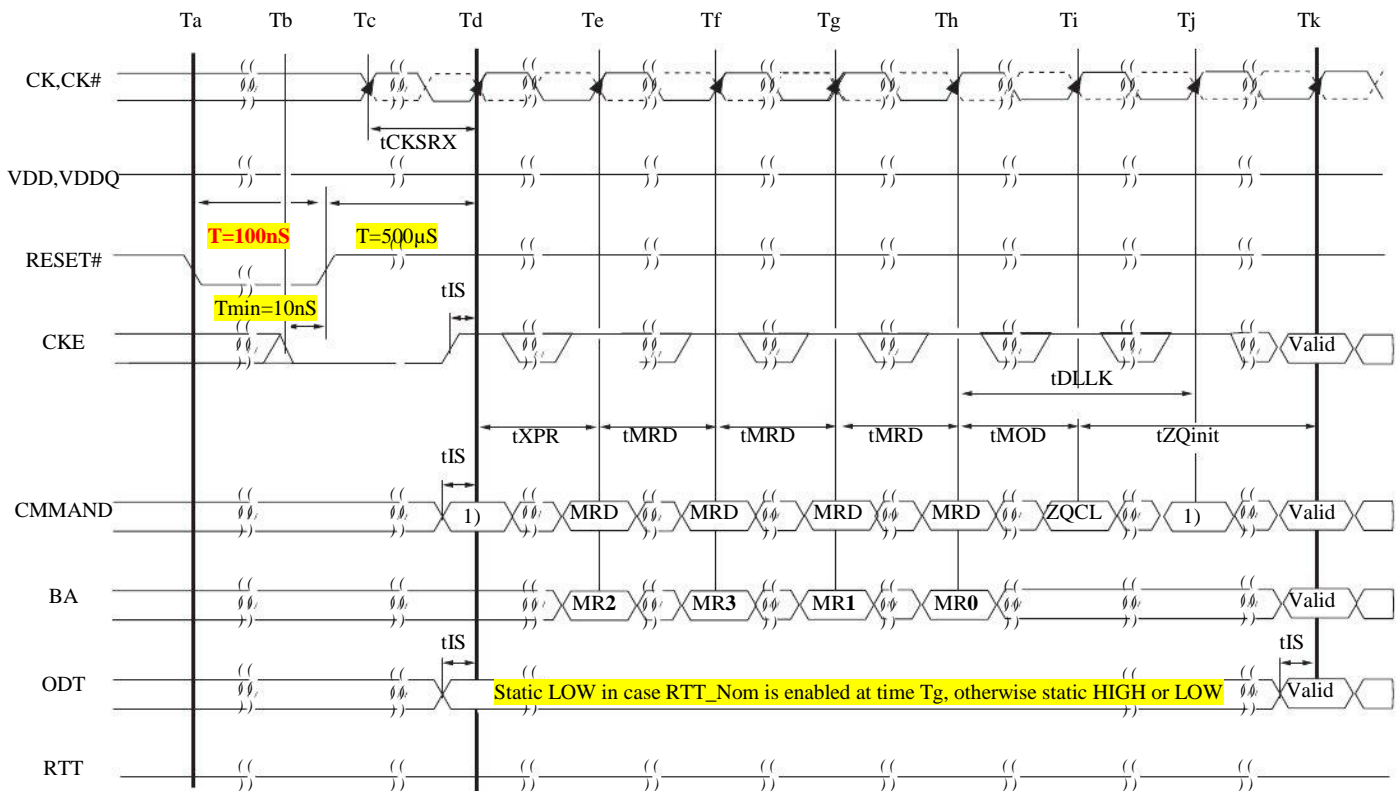 Ta Tb Tc Td Te Tf Tg Th Ti Tj Tk
CK,CK#
tCKSRX
VDD,VDDQ
T=100nS T=500µS
RESET#
Tmin=10nS tIS
CKE Valid
tDLLK
tXPR tMRD tMRD tMRD tMOD tZQinit
tIS
CMMAND 1) MRD MRD MRD MRD ZQCL 1) Valid
BA MR2 MR3 MR1 MR0 Valid
tIS tIS
ODT Static LOW in case RTT_Nom is enabled at time Tg, otherwise static HIGH or LOW Valid
RTT